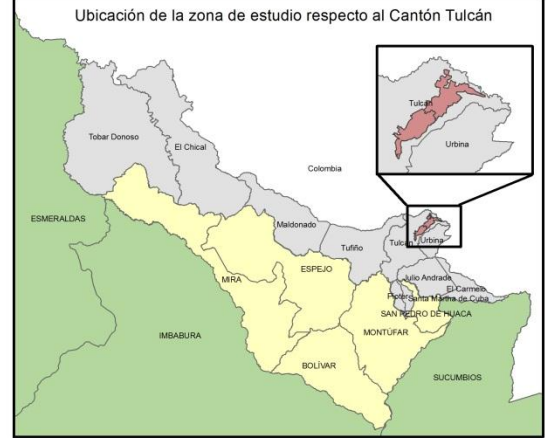 Ubicación de la zona de estudio respecto al Cantón Tulcán
Tulcán
Urbina
Tobar Donoso
El Chical
Colombia
ESMERALDAS
Maldonado
Tufiño
Tulcán
Urbina
MIRA
ESPEJO
Julio Andrade
El Carmelo
Pioter
Santa Martha de Cuba
SAN PEDRO DE HUACA
IMBABURA
MONTÚFAR
BOLÍVAR
SUCUMBIOS